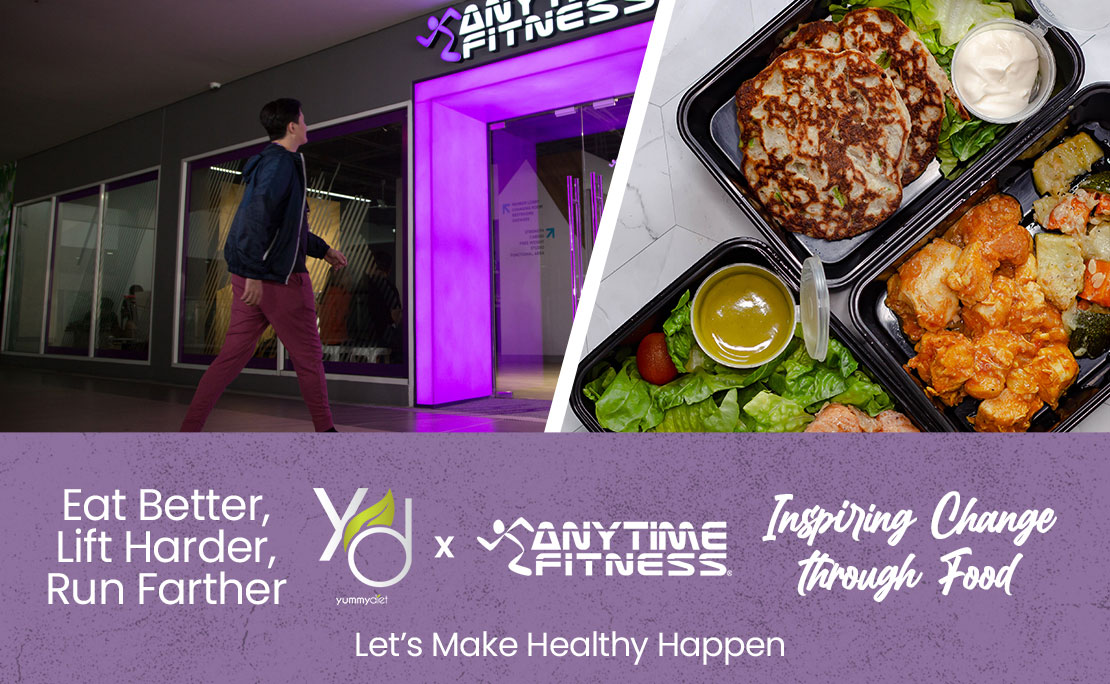 ANYTIME
FITNESS
Eat Better,
Lift Harder,
Run Farther
Yd
yummydiet
x
ANYTIME
FITNESS®
Inspiring Change
through Food
Let's Make Healthy Happen